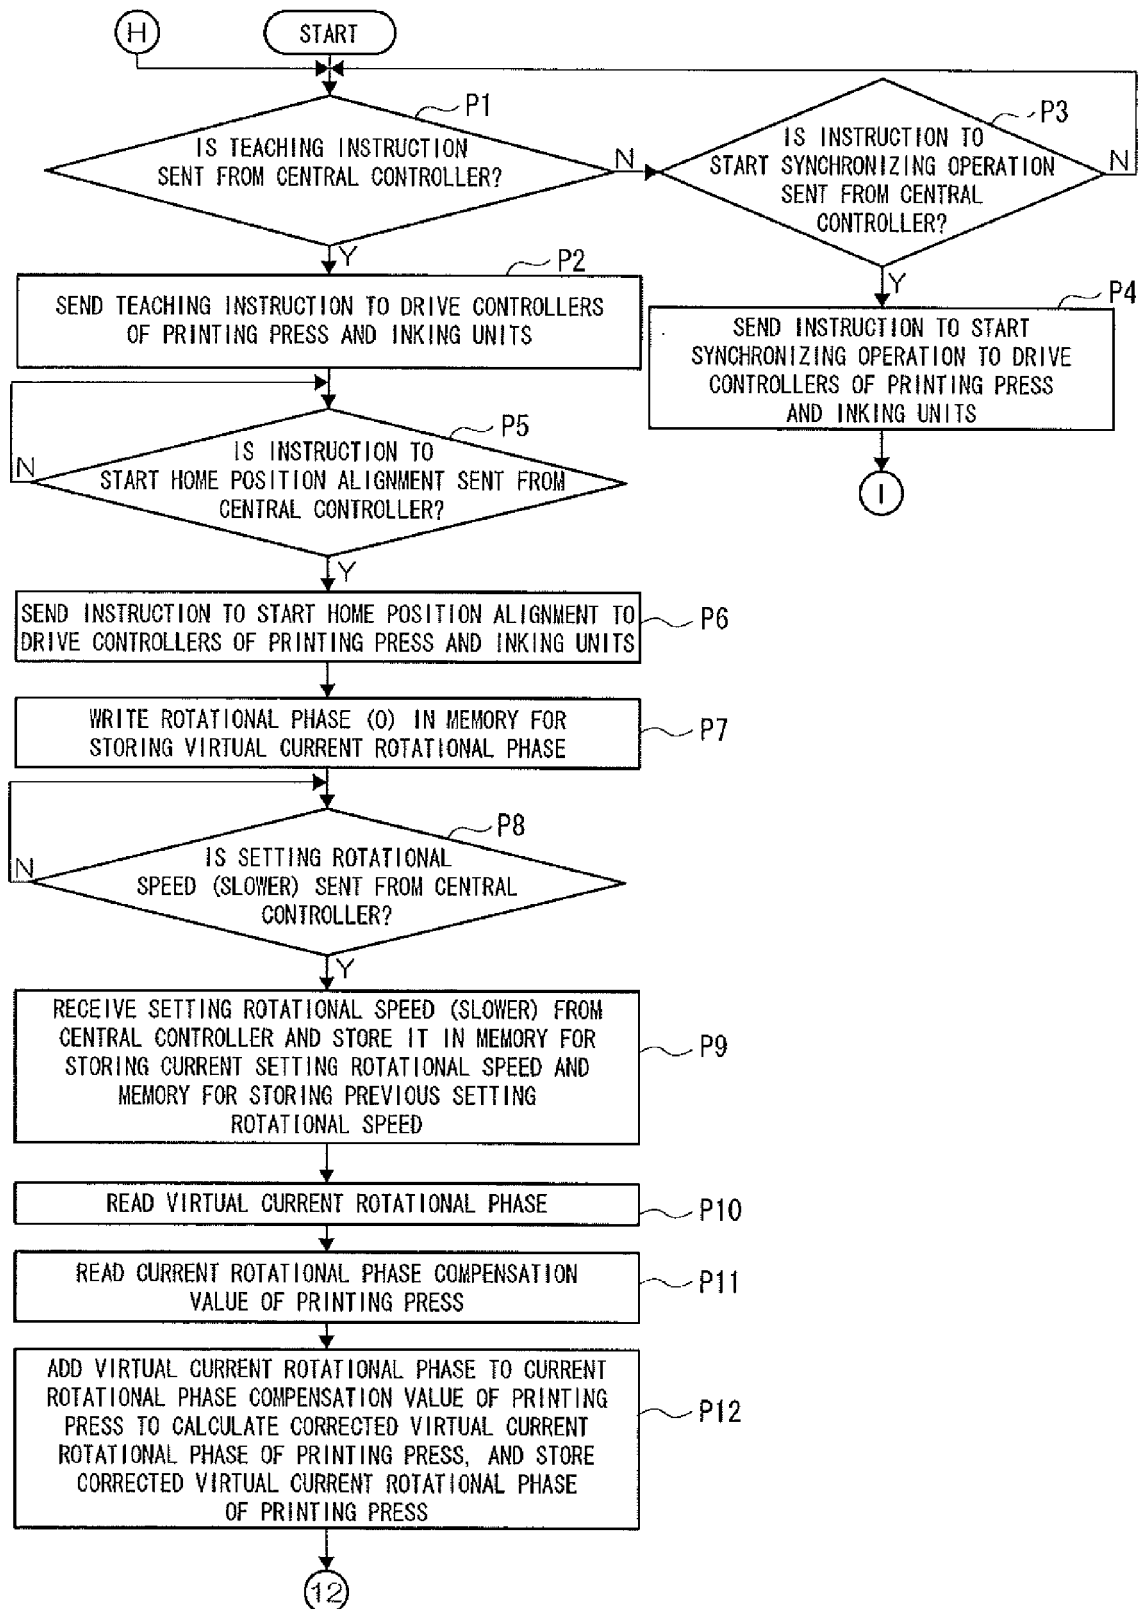 H
START
P1
IS TEACHING INSTRUCTION
SENT FROM CENTRAL CONTROLLER?
N
Y
P3
IS INSTRUCTION TO
START SYNCHRONIZING OPERATION
SENT FROM CENTRAL
CONTROLLER?
N
Y
P2
SEND TEACHING INSTRUCTION TO DRIVE CONTROLLERS
OF PRINTING PRESS AND INKING UNITS
P4
SEND INSTRUCTION TO START
SYNCHRONIZING OPERATION TO DRIVE
CONTROLLERS OF PRINTING PRESS
AND INKING UNITS
I
P5
IS INSTRUCTION TO
START HOME POSITION ALIGNMENT SENT FROM
CENTRAL CONTROLLER?
N
Y
SEND INSTRUCTION TO START HOME POSITION ALIGNMENT TO
DRIVE CONTROLLERS OF PRINTING PRESS AND INKING UNITS
P6
WRITE ROTATIONAL PHASE (0) IN MEMORY FOR
STORING VIRTUAL CURRENT ROTATIONAL PHASE
P7
P8
IS SETTING ROTATIONAL
SPEED (SLOWER) SENT FROM CENTRAL
CONTROLLER?
N
Y
RECEIVE SETTING ROTATIONAL SPEED (SLOWER) FROM
CENTRAL CONTROLLER AND STORE IT IN MEMORY FOR
STORING CURRENT SETTING ROTATIONAL SPEED AND
MEMORY FOR STORING PREVIOUS SETTING
ROTATIONAL SPEED
P9
READ VIRTUAL CURRENT ROTATIONAL PHASE
P10
READ CURRENT ROTATIONAL PHASE COMPENSATION
VALUE OF PRINTING PRESS
P11
ADD VIRTUAL CURRENT ROTATIONAL PHASE TO CURRENT
ROTATIONAL PHASE COMPENSATION VALUE OF PRINTING
PRESS TO CALCULATE CORRECTED VIRTUAL CURRENT
ROTATIONAL PHASE OF PRINTING PRESS, AND STORE
CORRECTED VIRTUAL CURRENT ROTATIONAL PHASE
OF PRINTING PRESS
P12
12